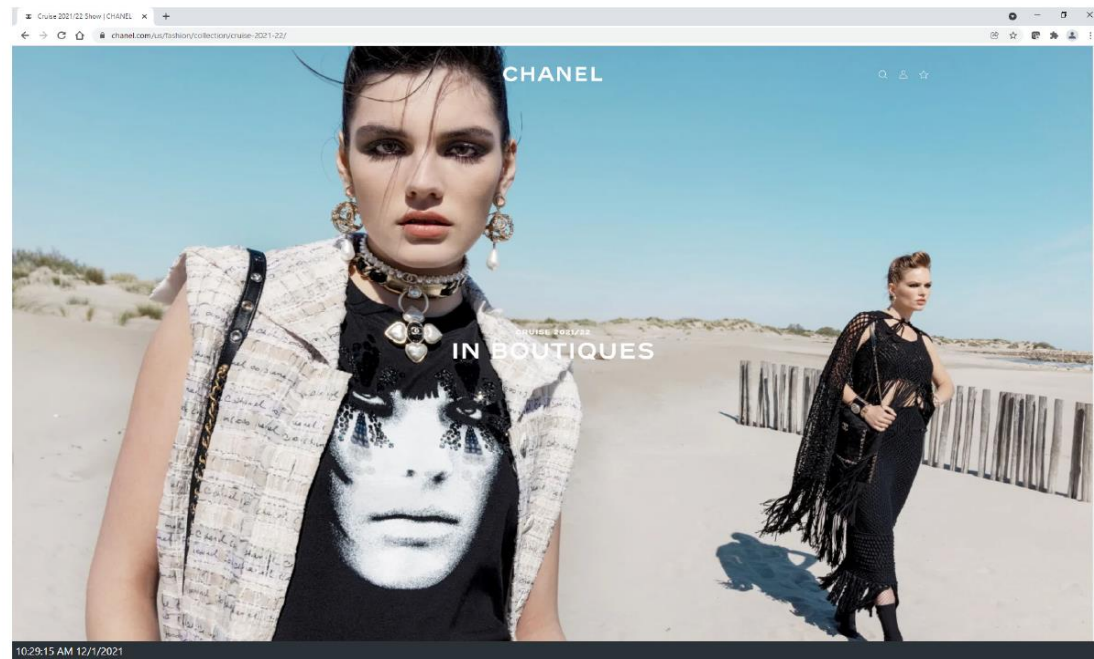 Cruise 2021/22 Show | CHANEL
chanel.com/us/fashion/collection/cruise-2021-22/
CHANEL
CRUISE 2021/22
IN BOUTIQUES
10:29:15 AM 12/1/2021